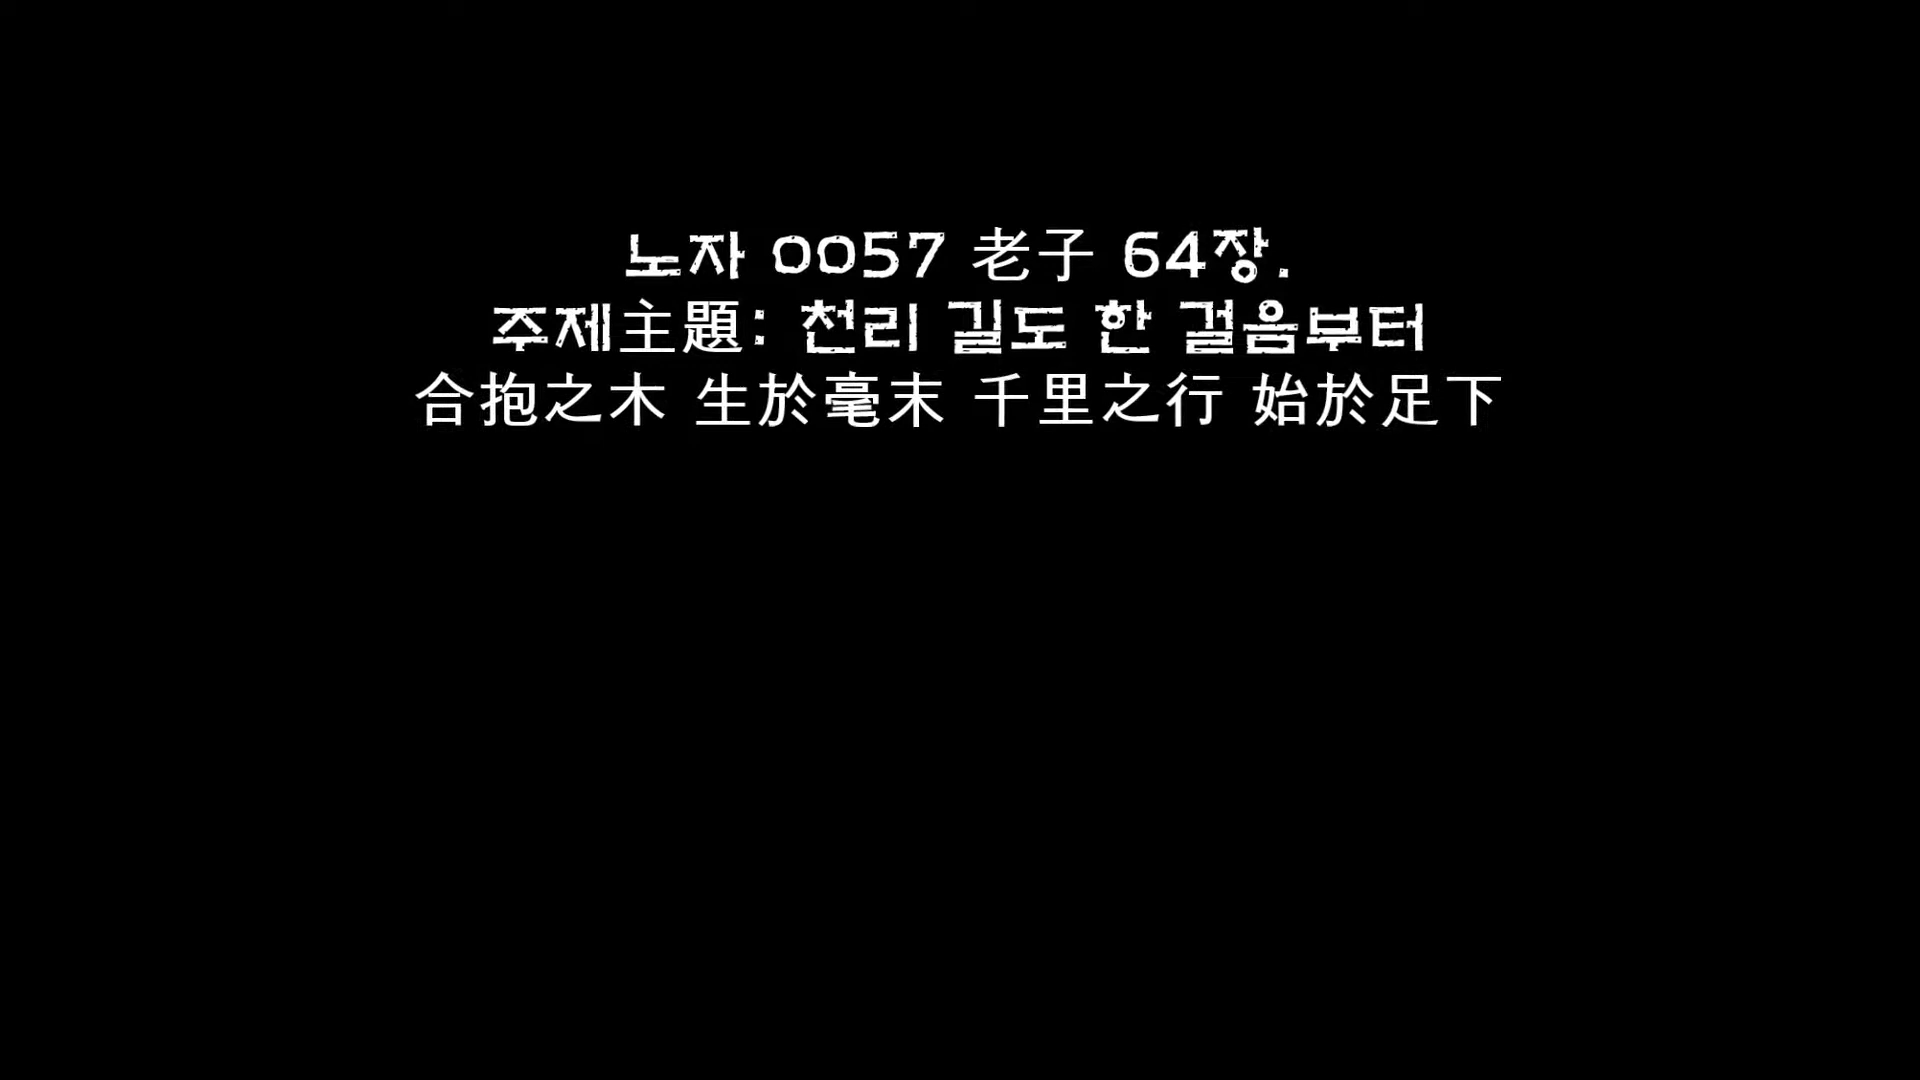 노자 0057 老子 64장.
주제主題: 천리 길도 한 걸음부터
合抱之木 生於毫末 千里之行 始於足下